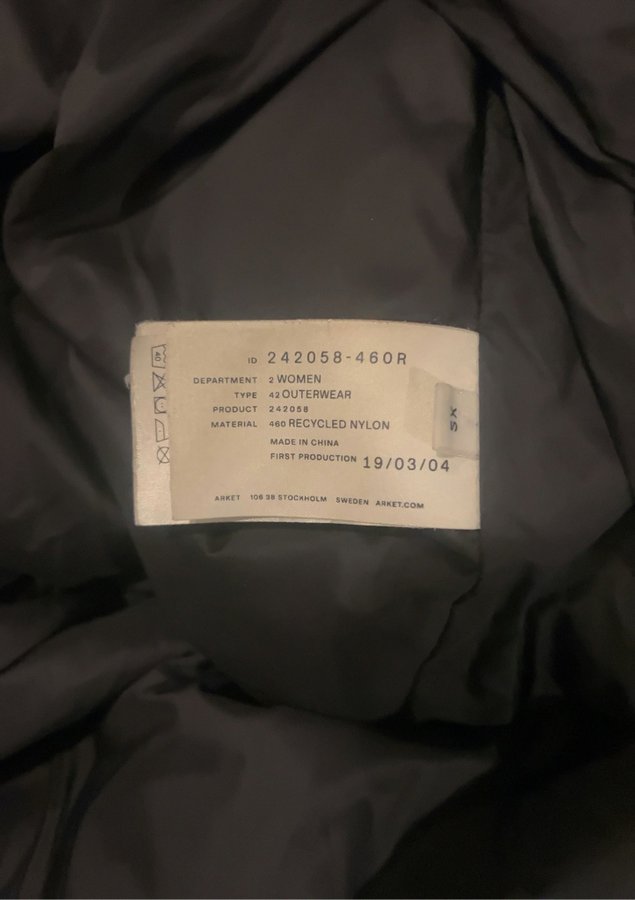 ID 242058-460R
DEPARTMENT 2 WOMEN
TYPE 42 OUTERWEAR
PRODUCT 242058
MATERIAL 460 RECYCLED NYLON
MADE IN CHINA
FIRST PRODUCTION 19/03/04
ARKET 106 38 STOCKHOLM SWEDEN ARKET.COM
XS
40